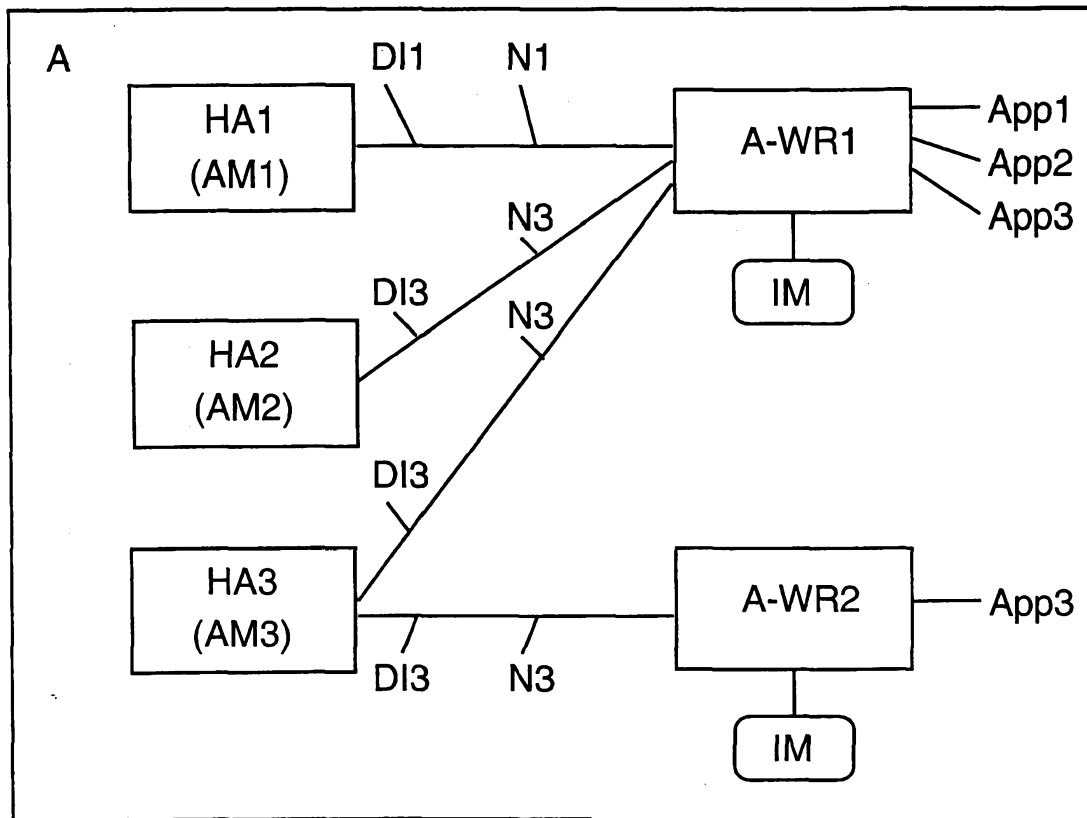 A
DI1
N1
HA1
(AM1)
A-WR1
App1
App2
App3
IM
N3
DI3
N3
HA2
(AM2)
DI3
HA3
(AM3)
A-WR2
App3
DI3
N3
IM